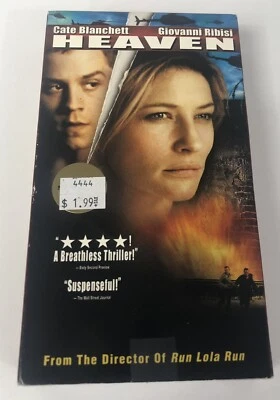 Cate Blanchett Giovanni Ribisi
HEAVEN
4444
$ 1.99
"★★★★!
A Breathless Thriller!"
"Suspenseful!"
—The Wall Street Journal
From The Director Of Run Lola Run